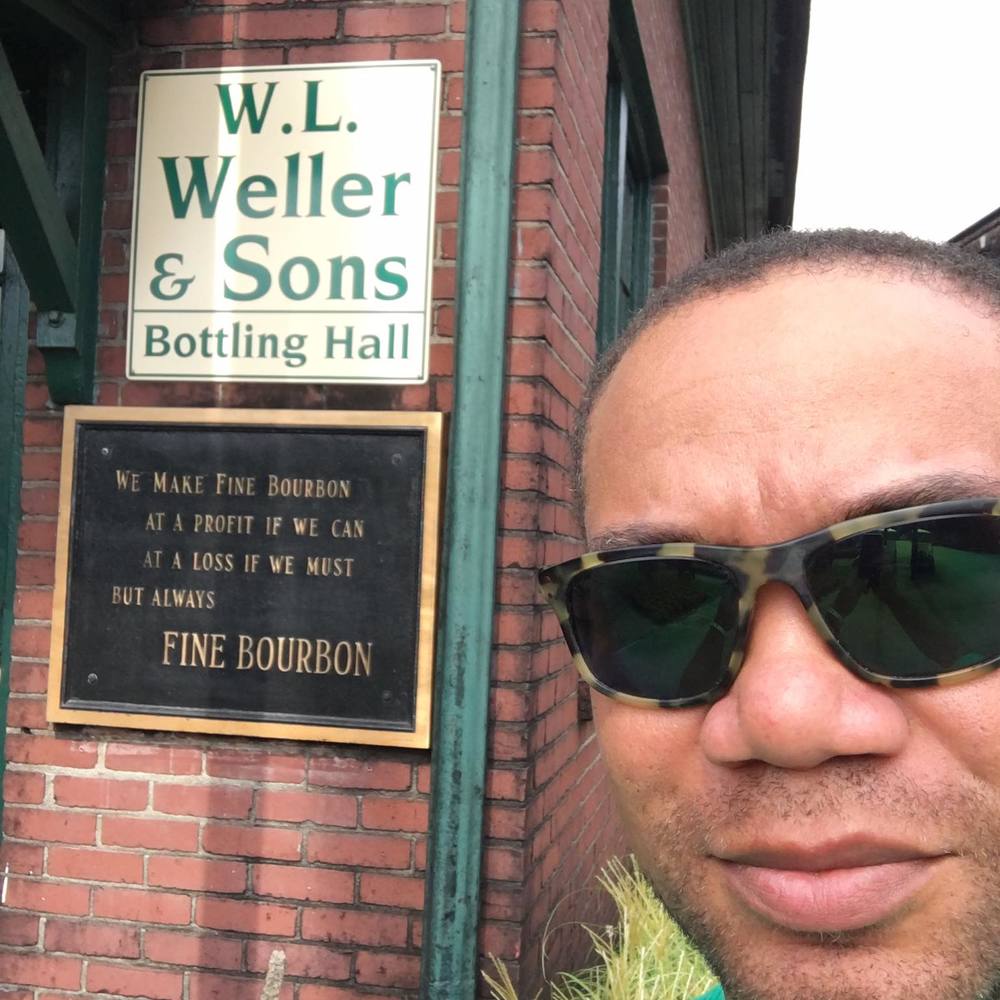 W.L.
Weller
& Sons
Bottling Hall
WE MAKE FINE BOURBON
AT A PROFIT IF WE CAN
AT A LOSS IF WE MUST
BUT ALWAYS
FINE BOURBON